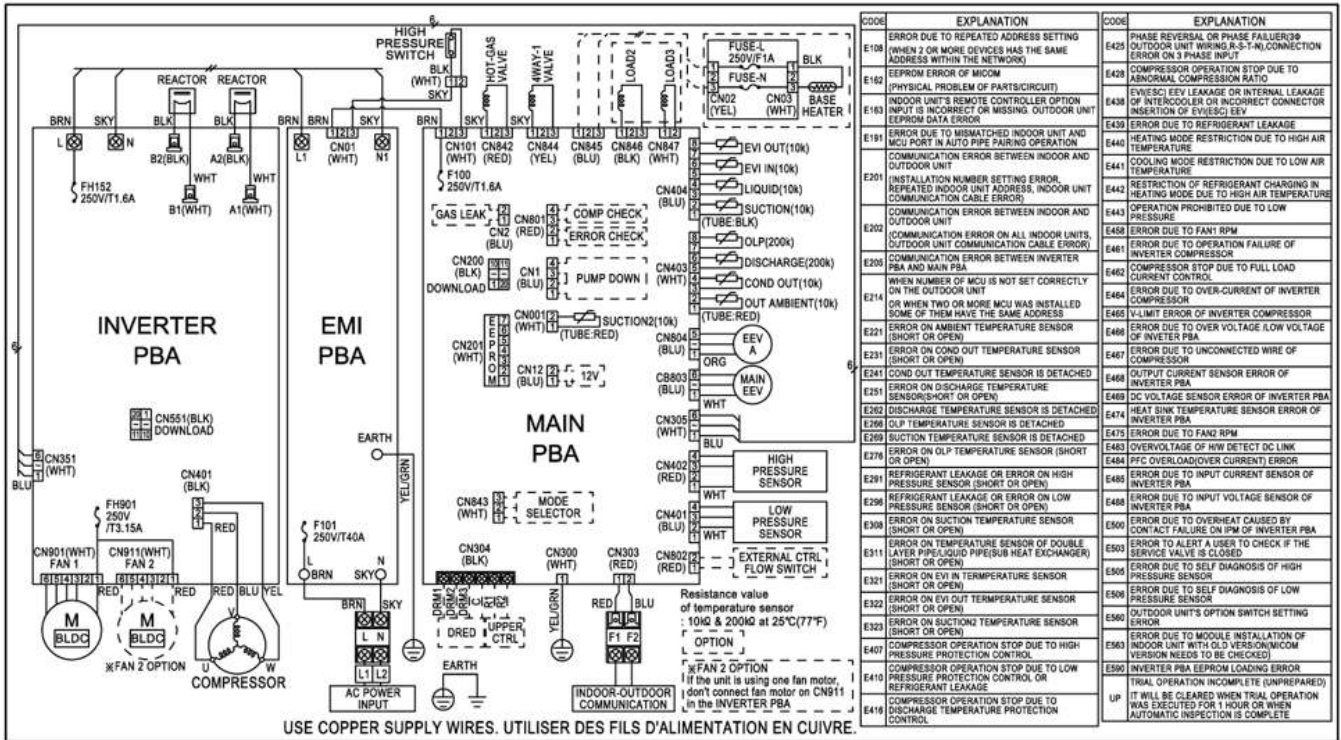 HIGH
PRESSURE
SWITCH
REACTOR REACTOR
BLK
(WHT)
SKY
HOT-GAS
VALVE
4WAY-1
VALVE
LOAD2
LOAD3
FUSE-L
250V/F1A
FUSE-N
BLK
CN02
(YEL)
CN03
(WHT)
BASE
HEATER
BRN
SKY
BLK
BLK
L
N
B2(BLK)
A2(BLK)
WHT
WHT
B1(WHT)
A1(WHT)
FH152
250V/T1.6A
BRN
BRN
SKY
SKY
L1
CN01
(WHT)
N1
CN101
(WHT)
CN842
(RED)
CN844
(YEL)
CN845
(BLU)
CN846
(BLK)
CN847
(WHT)
F100
250V/T1.6A
GAS LEAK
CN2
(BLU)
CN801
(RED)
COMP CHECK
ERROR CHECK
CN200
(BLK)
DOWNLOAD
CN1
(BLU)
PUMP DOWN
CN001
(WHT)
SUCTION2(10k)
(TUBE:RED)
CN201
(WHT)
EEPROM
CN12
(BLU)
12V
CN404
(BLU)
EVI OUT(10k)
EVI IN(10k)
LIQUID(10k)
SUCTION(10k)
(TUBE:BLK)
CN403
(WHT)
OLP(200k)
DISCHARGE(200k)
COND OUT(10k)
OUT AMBIENT(10k)
(TUBE:RED)
CN804
(BLU)
EEV
A
ORG
CB803
(BLU)
MAIN
EEV
WHT
CN305
(WHT)
BLU
CN402
(RED)
HIGH
PRESSURE
SENSOR
WHT
CN401
(BLU)
LOW
PRESSURE
SENSOR
WHT
CN802
(RED)
EXTERNAL CTRL
FLOW SWITCH
INVERTER
PBA
EMI
PBA
MAIN
PBA
CN551(BLK)
DOWNLOAD
CN351
(WHT)
BLU
CN401
(BLK)
RED
FH901
250V
/T3.15A
CN901(WHT)
FAN 1
CN911(WHT)
FAN 2
RED
RED
RED BLU YEL
M
BLDC
M
BLDC
※FAN 2 OPTION
V
U
W
COMPRESSOR
EARTH
YEL/GRN
F101
250V/T40A
L
BRN
N
SKY
BRN
SKY
L N
L1 L2
AC POWER
INPUT
CN843
(WHT)
MODE
SELECTOR
CN304
(BLK)
DRM1
DRM2
DRM3
DRED
UPPER
CTRL
EARTH
CN300
(WHT)
YEL/GRN
CN303
(RED)
RED
BLU
F1 F2
INDOOR-OUTDOOR
COMMUNICATION
Resistance value
of temperature sensor
: 10kΩ & 200kΩ at 25℃(77℉)
OPTION
※FAN 2 OPTION
If the unit is using one fan motor,
don't connect fan motor on CN911
in the INVERTER PBA
USE COPPER SUPPLY WIRES. UTILISER DES FILS D'ALIMENTATION EN CUIVRE.
CODE EXPLANATION
E108 ERROR DUE TO REPEATED ADDRESS SETTING
(WHEN 2 OR MORE DEVICES HAS THE SAME
ADDRESS WITHIN THE NETWORK)
E162 EEPROM ERROR OF MICOM
(PHYSICAL PROBLEM OF PARTS/CIRCUIT)
E163 INDOOR UNIT'S REMOTE CONTROLLER OPTION
INPUT IS INCORRECT OR MISSING. OUTDOOR UNIT
EEPROM DATA ERROR
E191 ERROR DUE TO MISMATCHED INDOOR UNIT AND
MCU PORT IN AUTO PIPE PAIRING OPERATION
E201 COMMUNICATION ERROR BETWEEN INDOOR AND
OUTDOOR UNIT
(INSTALLATION NUMBER SETTING ERROR,
REPEATED INDOOR UNIT ADDRESS, INDOOR UNIT
COMMUNICATION CABLE ERROR)
E202 COMMUNICATION ERROR BETWEEN INDOOR AND
OUTDOOR UNIT
(COMMUNICATION ERROR ON ALL INDOOR UNITS,
OUTDOOR UNIT COMMUNICATION CABLE ERROR)
E205 COMMUNICATION ERROR BETWEEN INVERTER
PBA AND MAIN PBA
E214 WHEN NUMBER OF MCU IS NOT SET CORRECTLY
ON THE OUTDOOR UNIT
OR WHEN TWO OR MORE MCU WAS INSTALLED
SOME OF THEM HAVE THE SAME ADDRESS
E221 ERROR ON AMBIENT TEMPERATURE SENSOR
(SHORT OR OPEN)
E231 ERROR ON COND OUT TEMPERATURE SENSOR
(SHORT OR OPEN)
E241 COND OUT TEMPERATURE SENSOR IS DETACHED
E251 ERROR ON DISCHARGE TEMPERATURE
SENSOR(SHORT OR OPEN)
E262 DISCHARGE TEMPERATURE SENSOR IS DETACHED
E266 OLP TEMPERATURE SENSOR IS DETACHED
E269 SUCTION TEMPERATURE SENSOR IS DETACHED
E276 ERROR ON OLP TEMPERATURE SENSOR (SHORT
OR OPEN)
E291 REFRIGERANT LEAKAGE OR ERROR ON HIGH
PRESSURE SENSOR (SHORT OR OPEN)
E296 REFRIGERANT LEAKAGE OR ERROR ON LOW
PRESSURE SENSOR (SHORT OR OPEN)
E308 ERROR ON SUCTION TEMPERATURE SENSOR
(SHORT OR OPEN)
E311 ERROR ON TEMPERATURE SENSOR OF DOUBLE
LAYER PIPE/LIQUID PIPE(SUB HEAT EXCHANGER)
(SHORT OR OPEN)
E321 ERROR ON EVI IN TERMPERATURE SENSOR
(SHORT OR OPEN)
E322 ERROR ON EVI OUT TERMPERATURE SENSOR
(SHORT OR OPEN)
E323 ERROR ON SUCTION2 TEMPERATURE SENSOR
(SHORT OR OPEN)
E407 COMPRESSOR OPERATION STOP DUE TO HIGH
PRESSURE PROTECTION CONTROL
E410 COMPRESSOR OPERATION STOP DUE TO LOW
PRESSURE PROTECTION CONTROL OR
REFRIGERANT LEAKAGE
E416 COMPRESSOR OPERATION STOP DUE TO
DISCHARGE TEMPERATURE PROTECTION
CONTROL
CODE EXPLANATION
E425 PHASE REVERSAL OR PHASE FAILUER(3Φ
OUTDOOR UNIT WIRING,R-S-T-N),CONNECTION
ERROR ON 3 PHASE INPUT
E428 COMPRESSOR OPERATION STOP DUE TO
ABNORMAL COMPRESSION RATIO
E438 EVI(ESC) EEV LEAKAGE OR INTERNAL LEAKAGE
OF INTERCOOLER OR INCORRECT CONNECTOR
INSERTION OF EVI(ESC) EEV
E439 ERROR DUE TO REFRIGERANT LEAKAGE
E440 HEATING MODE RESTRICTION DUE TO HIGH AIR
TEMPERATURE
E441 COOLING MODE RESTRICTION DUE TO LOW AIR
TEMPERATURE
E442 RESTRICTION OF REFRIGERANT CHARGING IN
HEATING MODE DUE TO HIGH AIR TEMPERATURE
E443 OPERATION PROHIBITED DUE TO LOW
PRESSURE
E458 ERROR DUE TO FAN1 RPM
E461 ERROR DUE TO OPERATION FAILURE OF
INVERTER COMPRESSOR
E462 COMPRESSOR STOP DUE TO FULL LOAD
CURRENT CONTROL
E464 ERROR DUE TO OVER-CURRENT OF INVERTER
COMPRESSOR
E465 V-LIMIT ERROR OF INVERTER COMPRESSOR
E466 ERROR DUE TO OVER VOLTAGE /LOW VOLTAGE
OF INVETER PBA
E467 ERROR DUE TO UNCONNECTED WIRE OF
COMPRESSOR
E468 OUTPUT CURRENT SENSOR ERROR OF
INVERTER PBA
E469 DC VOLTAGE SENSOR ERROR OF INVERTER PBA
E474 HEAT SINK TEMPERATURE SENSOR ERROR OF
INVERTER PBA
E475 ERROR DUE TO FAN2 RPM
E483 OVERVOLTAGE OF H/W DETECT DC LINK
E484 PFC OVERLOAD(OVER CURRENT) ERROR
E485 ERROR DUE TO INPUT CURRENT SENSOR OF
INVERTER PBA
E488 ERROR DUE TO INPUT VOLTAGE SENSOR OF
INVERTER PBA
E500 ERROR DUE TO OVERHEAT CAUSED BY
CONTACT FAILURE ON IPM OF INVERTER PBA
E503 ERROR TO ALERT A USER TO CHECK IF THE
SERVICE VALVE IS CLOSED
E505 ERROR DUE TO SELF DIAGNOSIS OF HIGH
PRESSURE SENSOR
E506 ERROR DUE TO SELF DIAGNOSIS OF LOW
PRESSURE SENSOR
E560 OUTDOOR UNIT'S OPTION SWITCH SETTING
ERROR
E563 ERROR DUE TO MODULE INSTALLATION OF
INDOOR UNIT WITH OLD VERSION(MICOM
VERSION NEEDS TO BE CHECKED)
E590 INVERTER PBA EEPROM LOADING ERROR
UP TRIAL OPERATION INCOMPLETE (UNPREPARED)
IT WILL BE CLEARED WHEN TRIAL OPERATION
WAS EXECUTED FOR 1 HOUR OR WHEN
AUTOMATIC INSPECTION IS COMPLETE